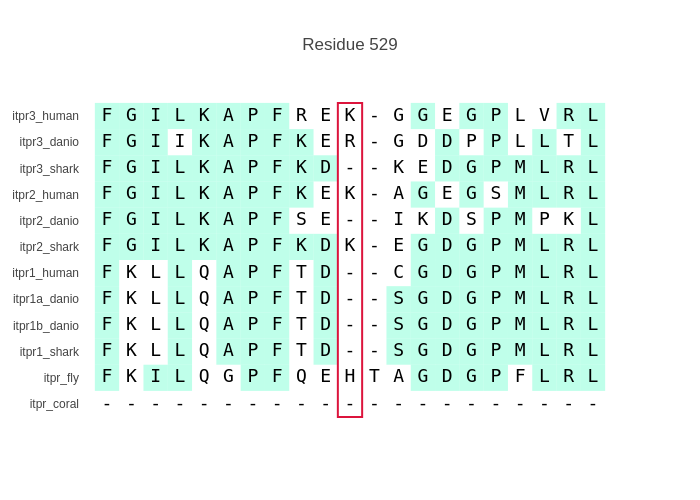 Residue 529
itpr3_human F G I L K A P F R E K - G G E G P L V R L
itpr3_danio F G I I K A P F K E R - G D D P P L L T L
itpr3_shark F G I L K A P F K D - - K E D G P M L R L
itpr2_human F G I L K A P F K E K - A G E G S M L R L
itpr2_danio F G I L K A P F S E - - I K D S P M P K L
itpr2_shark F G I L K A P F K D K - E G D G P M L R L
itpr1_human F K L L Q A P F T D - - C G D G P M L R L
itpr1a_danio F K L L Q A P F T D - - S G D G P M L R L
itpr1b_danio F K L L Q A P F T D - - S G D G P M L R L
itpr1_shark F K L L Q A P F T D - - S G D G P M L R L
itpr_fly F K I L Q G P F Q E H T A G D G P F L R L
itpr_coral - - - - - - - - - - - - - - - - - - - - -